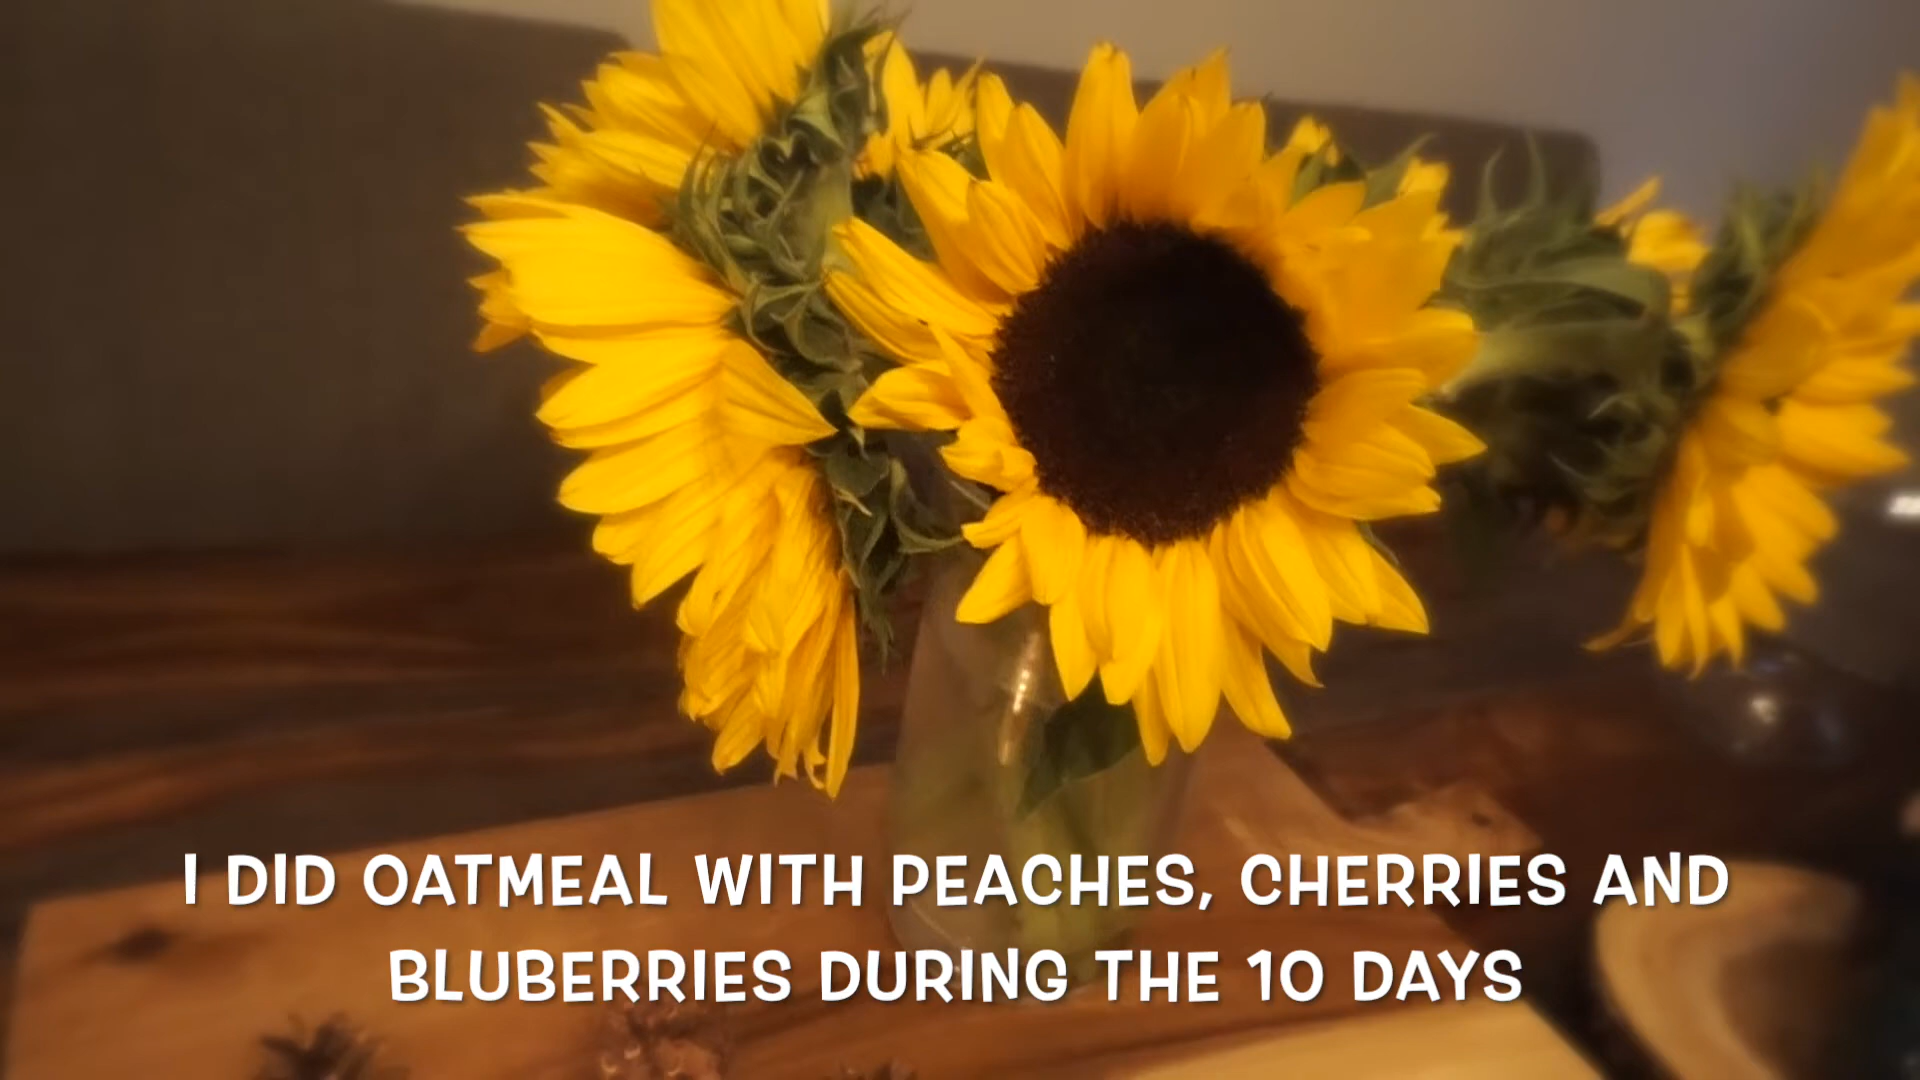 I DID OATMEAL WITH PEACHES, CHERRIES AND
BLUBERRIES DURING THE 10 DAYS